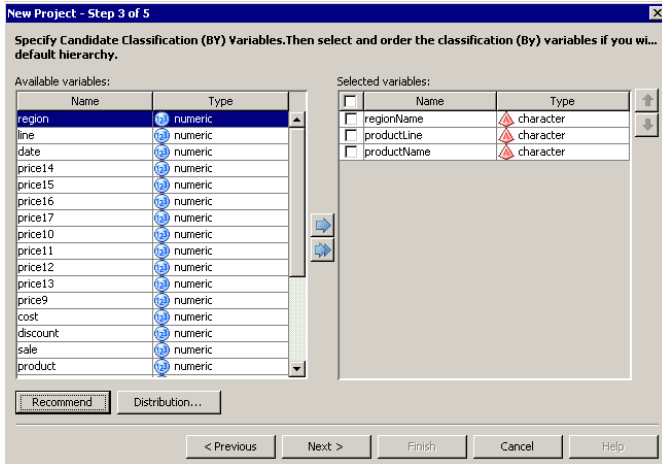 New Project - Step 3 of 5
Specify Candidate Classification (BY) Variables.Then select and order the classification (By) variables if you wi...
default hierarchy.
Available variables:
Name Type
region numeric
line numeric
date numeric
price14 numeric
price15 numeric
price16 numeric
price17 numeric
price10 numeric
price11 numeric
price12 numeric
price13 numeric
price9 numeric
cost numeric
discount numeric
sale numeric
product numeric
Selected variables:
Name Type
regionName character
productLine character
productName character
Recommend Distribution...
< Previous Next > Finish Cancel Help